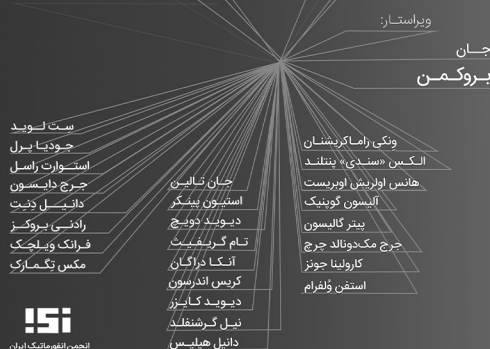 ویراستار:
جان
بروکمن
ونکی راماکریشنان
الکس «سندی» پنتلند
هانس اولریش اوبریست
آلیسون گوپنیک
پیتر گالیسون
جرج مک‌دونالد چرچ
کارولینا جونز
استفن وُلفرام
جان تالین
استیون پینکر
دیوید دویچ
تام گریفیث
آنکا دراگان
کریس اندرسون
دیوید کایزر
نیل گرشنفلد
دانیل هیلیس
سِت لوید
جودیا پرل
استوارت راسل
جرج دایسون
دانیل دِنِت
رادنی بروکز
فرانک ویلچک
مکس تِگمارک
انجمن انفورماتیک ایران